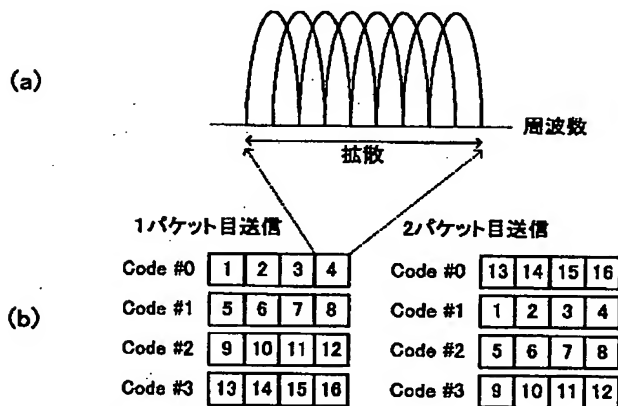 (a)
周波数
拡散
1パケット目送信 2パケット目送信
Code #0 1 2 3 4 Code #0 13 14 15 16
Code #1 5 6 7 8 Code #1 1 2 3 4
(b)
Code #2 9 10 11 12 Code #2 5 6 7 8
Code #3 13 14 15 16 Code #3 9 10 11 12